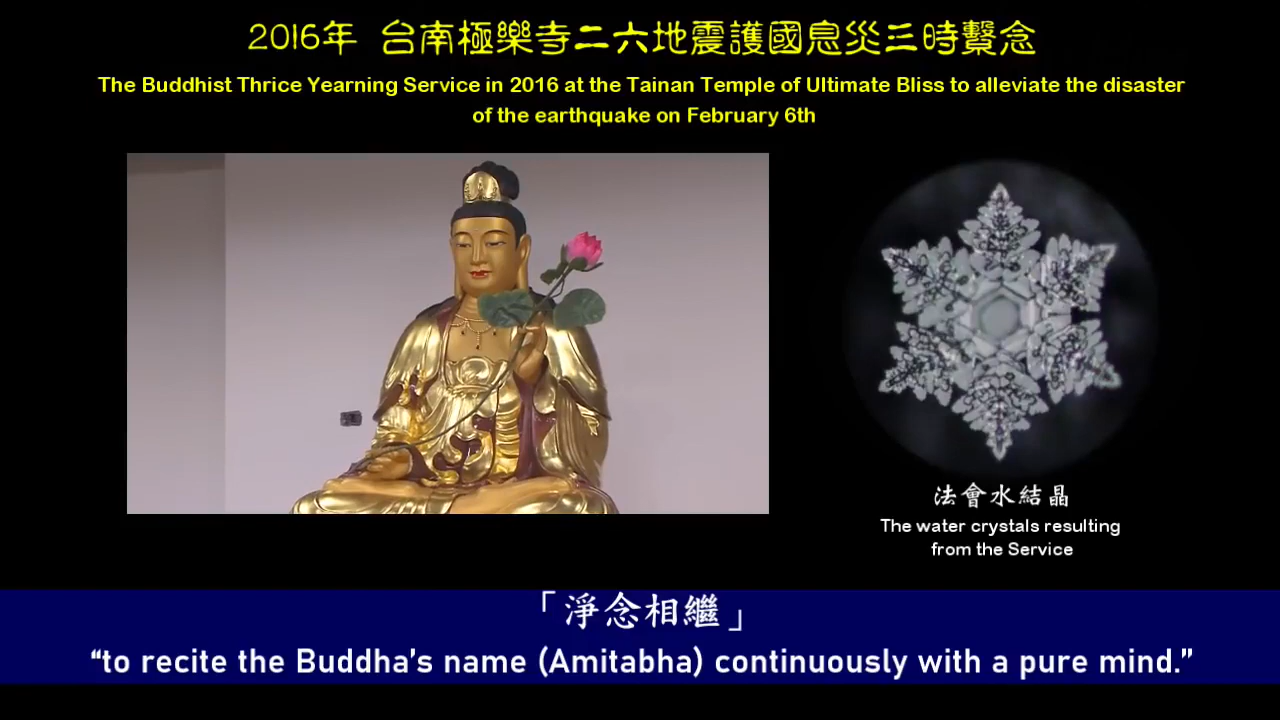 2016年 台南極樂寺二六地震護國息災三時繫念
The Buddhist Thrice Yearning Service in 2016 at the Tainan Temple of Ultimate Bliss to alleviate the disaster
of the earthquake on February 6th
法會水結晶
The water crystals resulting
from the Service
「淨念相繼」
“to recite the Buddha’s name (Amitabha) continuously with a pure mind.”